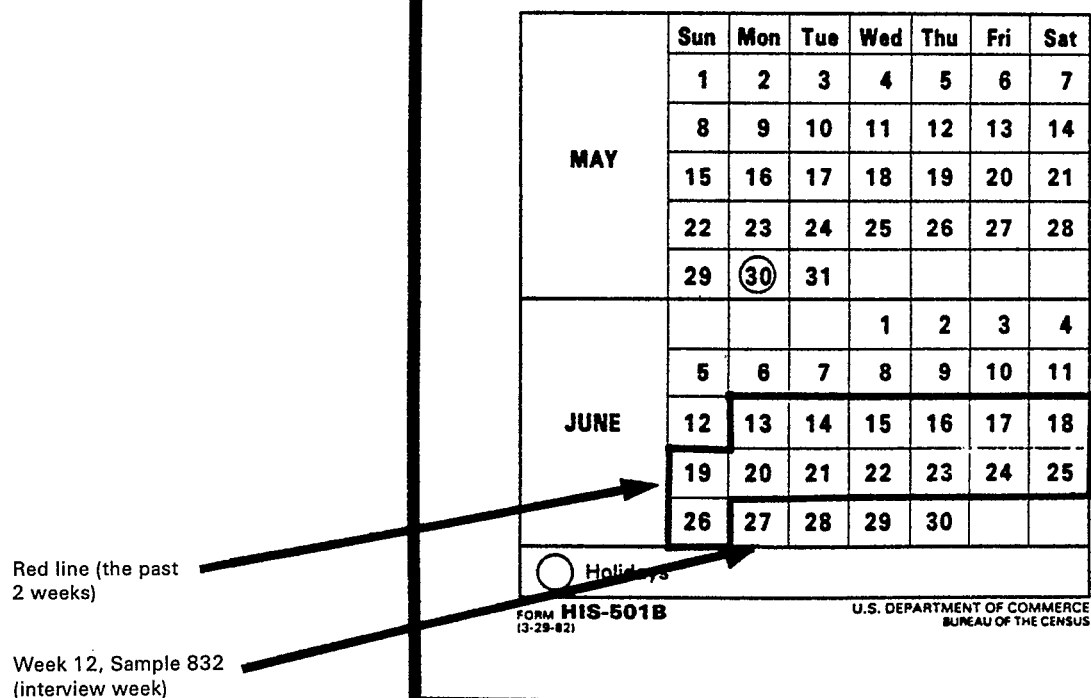 Sun Mon Tue Wed Thu Fri Sat
1 2 3 4 5 6 7
8 9 10 11 12 13 14
MAY
15 16 17 18 19 20 21
22 23 24 25 26 27 28
29 30 31
1 2 3 4
5 6 7 8 9 10 11
JUNE 12 13 14 15 16 17 18
19 20 21 22 23 24 25
26 27 28 29 30
Holidays
FORM HIS-501B
(3-29-82)
U.S. DEPARTMENT OF COMMERCE
BUREAU OF THE CENSUS
Red line (the past
2 weeks)
Week 12, Sample 832
(interview week)